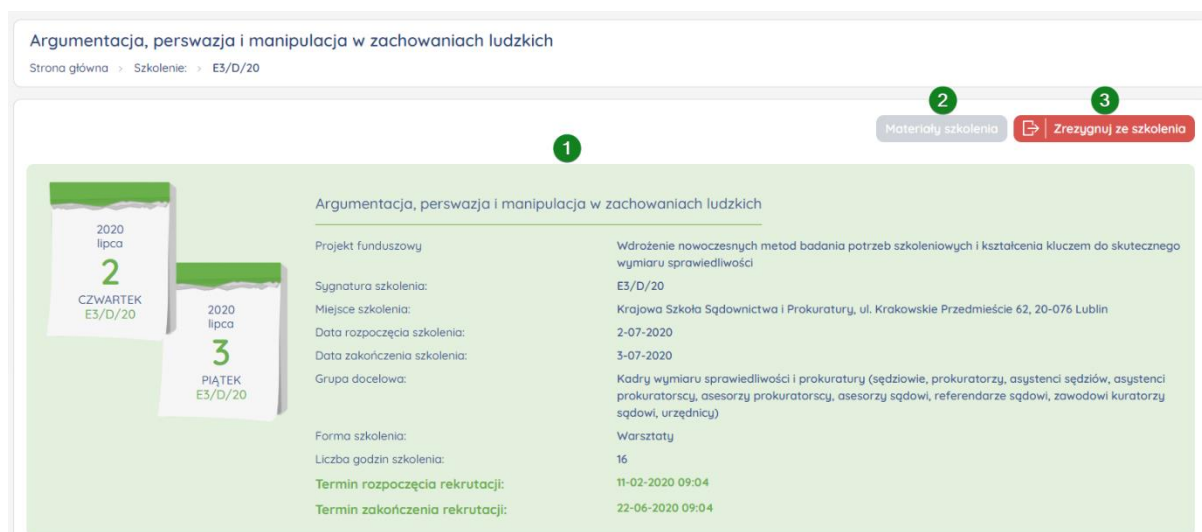 Argumentacja, perswazja i manipulacja w zachowaniach ludzkich
Strona główna > Szkolenie: > E3/D/20
2
3
Materiały szkolenia
Zrezygnuj ze szkolenia
1
2020
lipca
2
CZWARTEK
E3/D/20
2020
lipca
3
PIĄTEK
E3/D/20
Argumentacja, perswazja i manipulacja w zachowaniach ludzkich
Projekt funduszowy Wdrożenie nowoczesnych metod badania potrzeb szkoleniowych i kształcenia kluczem do skutecznego
wymiaru sprawiedliwości
Sygnatura szkolenia: E3/D/20
Miejsce szkolenia: Krajowa Szkoła Sądownictwa i Prokuratury, ul. Krakowskie Przedmieście 62, 20-076 Lublin
Data rozpoczęcia szkolenia: 2-07-2020
Data zakończenia szkolenia: 3-07-2020
Grupa docelowa: Kadry wymiaru sprawiedliwości i prokuratury (sędziowie, prokuratorzy, asystenci sędziów, asystenci
prokuratorscy, asesorzy prokuratorscy, asesorzy sądowi, referendarze sądowi, zawodowi kuratorzy
sądowi, urzędnicy)
Forma szkolenia: Warsztaty
Liczba godzin szkolenia: 16
Termin rozpoczęcia rekrutacji: 11-02-2020 09:04
Termin zakończenia rekrutacji: 22-06-2020 09:04